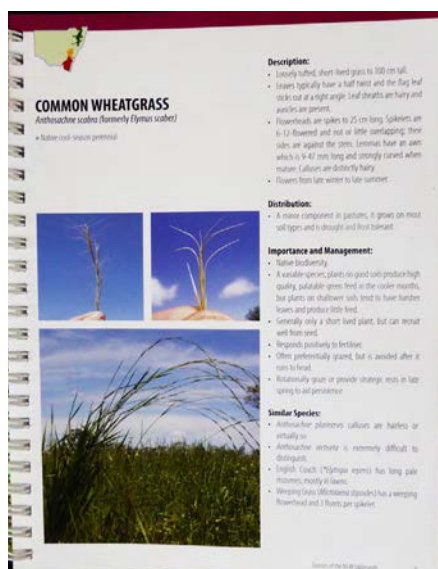 COMMON WHEATGRASS
Anthosachne scabra (formerly Elymus scaber)
» Native cool-season perennial
Description:
• Loosely tufted, short-lived grass to 100 cm tall.
• Leaves typically have a half twist and the flag leaf
sticks out at a right angle. Leaf sheaths are hairy and
auricles are present.
• Flowerheads are spikes to 25 cm long. Spikelets are
6-12-flowered and not or little overlapping; their
sides are against the stem. Lemmas have an awn
which is 9-47 mm long and strongly curved when
mature. Calluses are distinctly hairy.
• Flowers from late winter to late summer.
Distribution:
• A minor component in pastures, it grows on most
soil types and is drought and frost tolerant.
Importance and Management:
• Native biodiversity.
• A variable species, plants on good soils produce high
quality, palatable green feed in the cooler months,
but plants on shallower soils tend to have harsher
leaves and produce little feed.
• Generally only a short lived plant, but can recruit
well from seed.
• Responds positively to fertiliser.
• Often preferentially grazed, but is avoided after it
runs to head.
• Rotationally graze or provide strategic rests in late
spring to aid persistence.
Similar Species:
• Anthosachne plurinervis calluses are hairless or
virtually so.
• Anthosachne rectiseta is extremely difficult to
distinguish.
• English Couch (*Elytrigia repens) has long pale
rhizomes; mostly in lawns.
• Weeping Grass (Microlaena stipoides) has a weeping
flowerhead and 3 florets per spikelet.